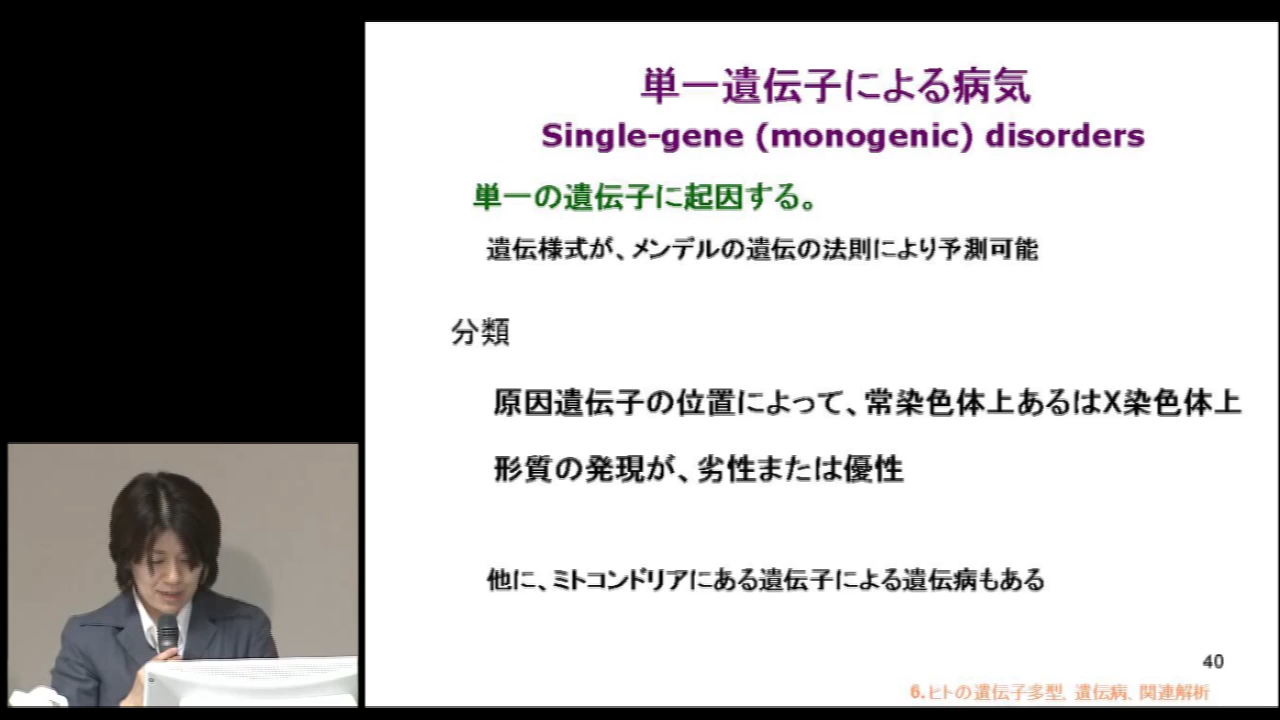 単一遺伝子による病気
Single-gene (monogenic) disorders
単一の遺伝子に起因する。
遺伝様式が、メンデルの遺伝の法則により予測可能
分類
原因遺伝子の位置によって、常染色体上あるはX染色体上
形質の発現が、劣性または優性
他に、ミトコンドリアにある遺伝子による遺伝病もある
40
6.ヒトの遺伝子多型、遺伝病、関連解析